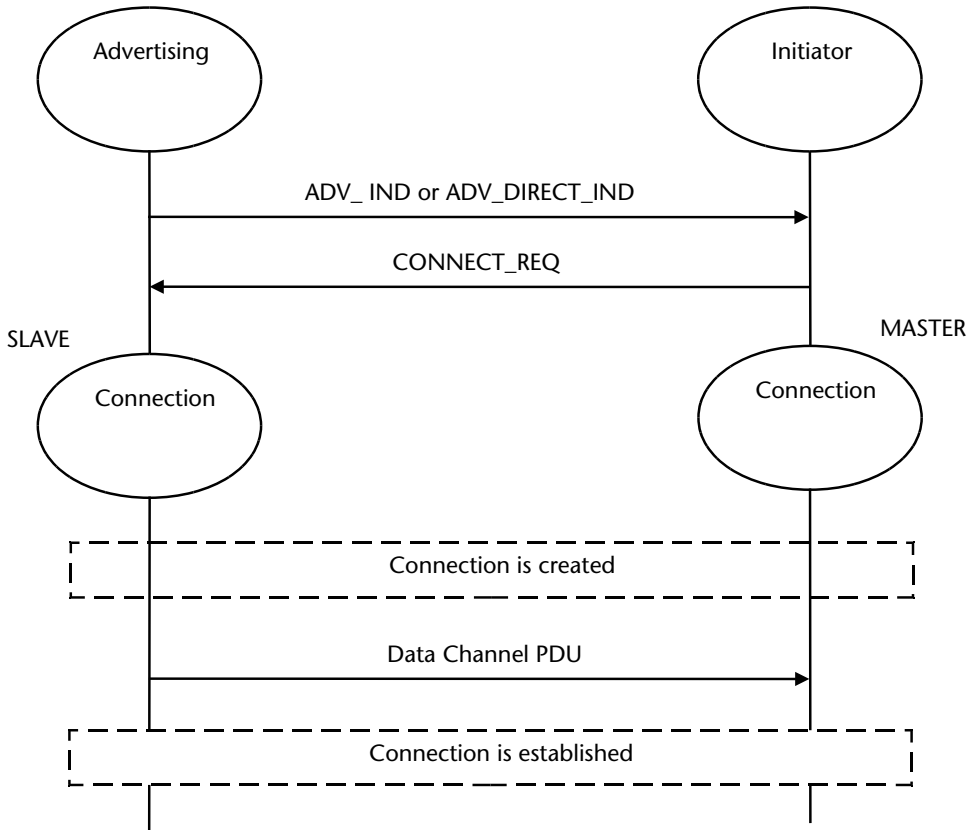 Advertising
Initiator
ADV_ IND or ADV_DIRECT_IND
CONNECT_REQ
SLAVE
MASTER
Connection
Connection
Connection is created
Data Channel PDU
Connection is established